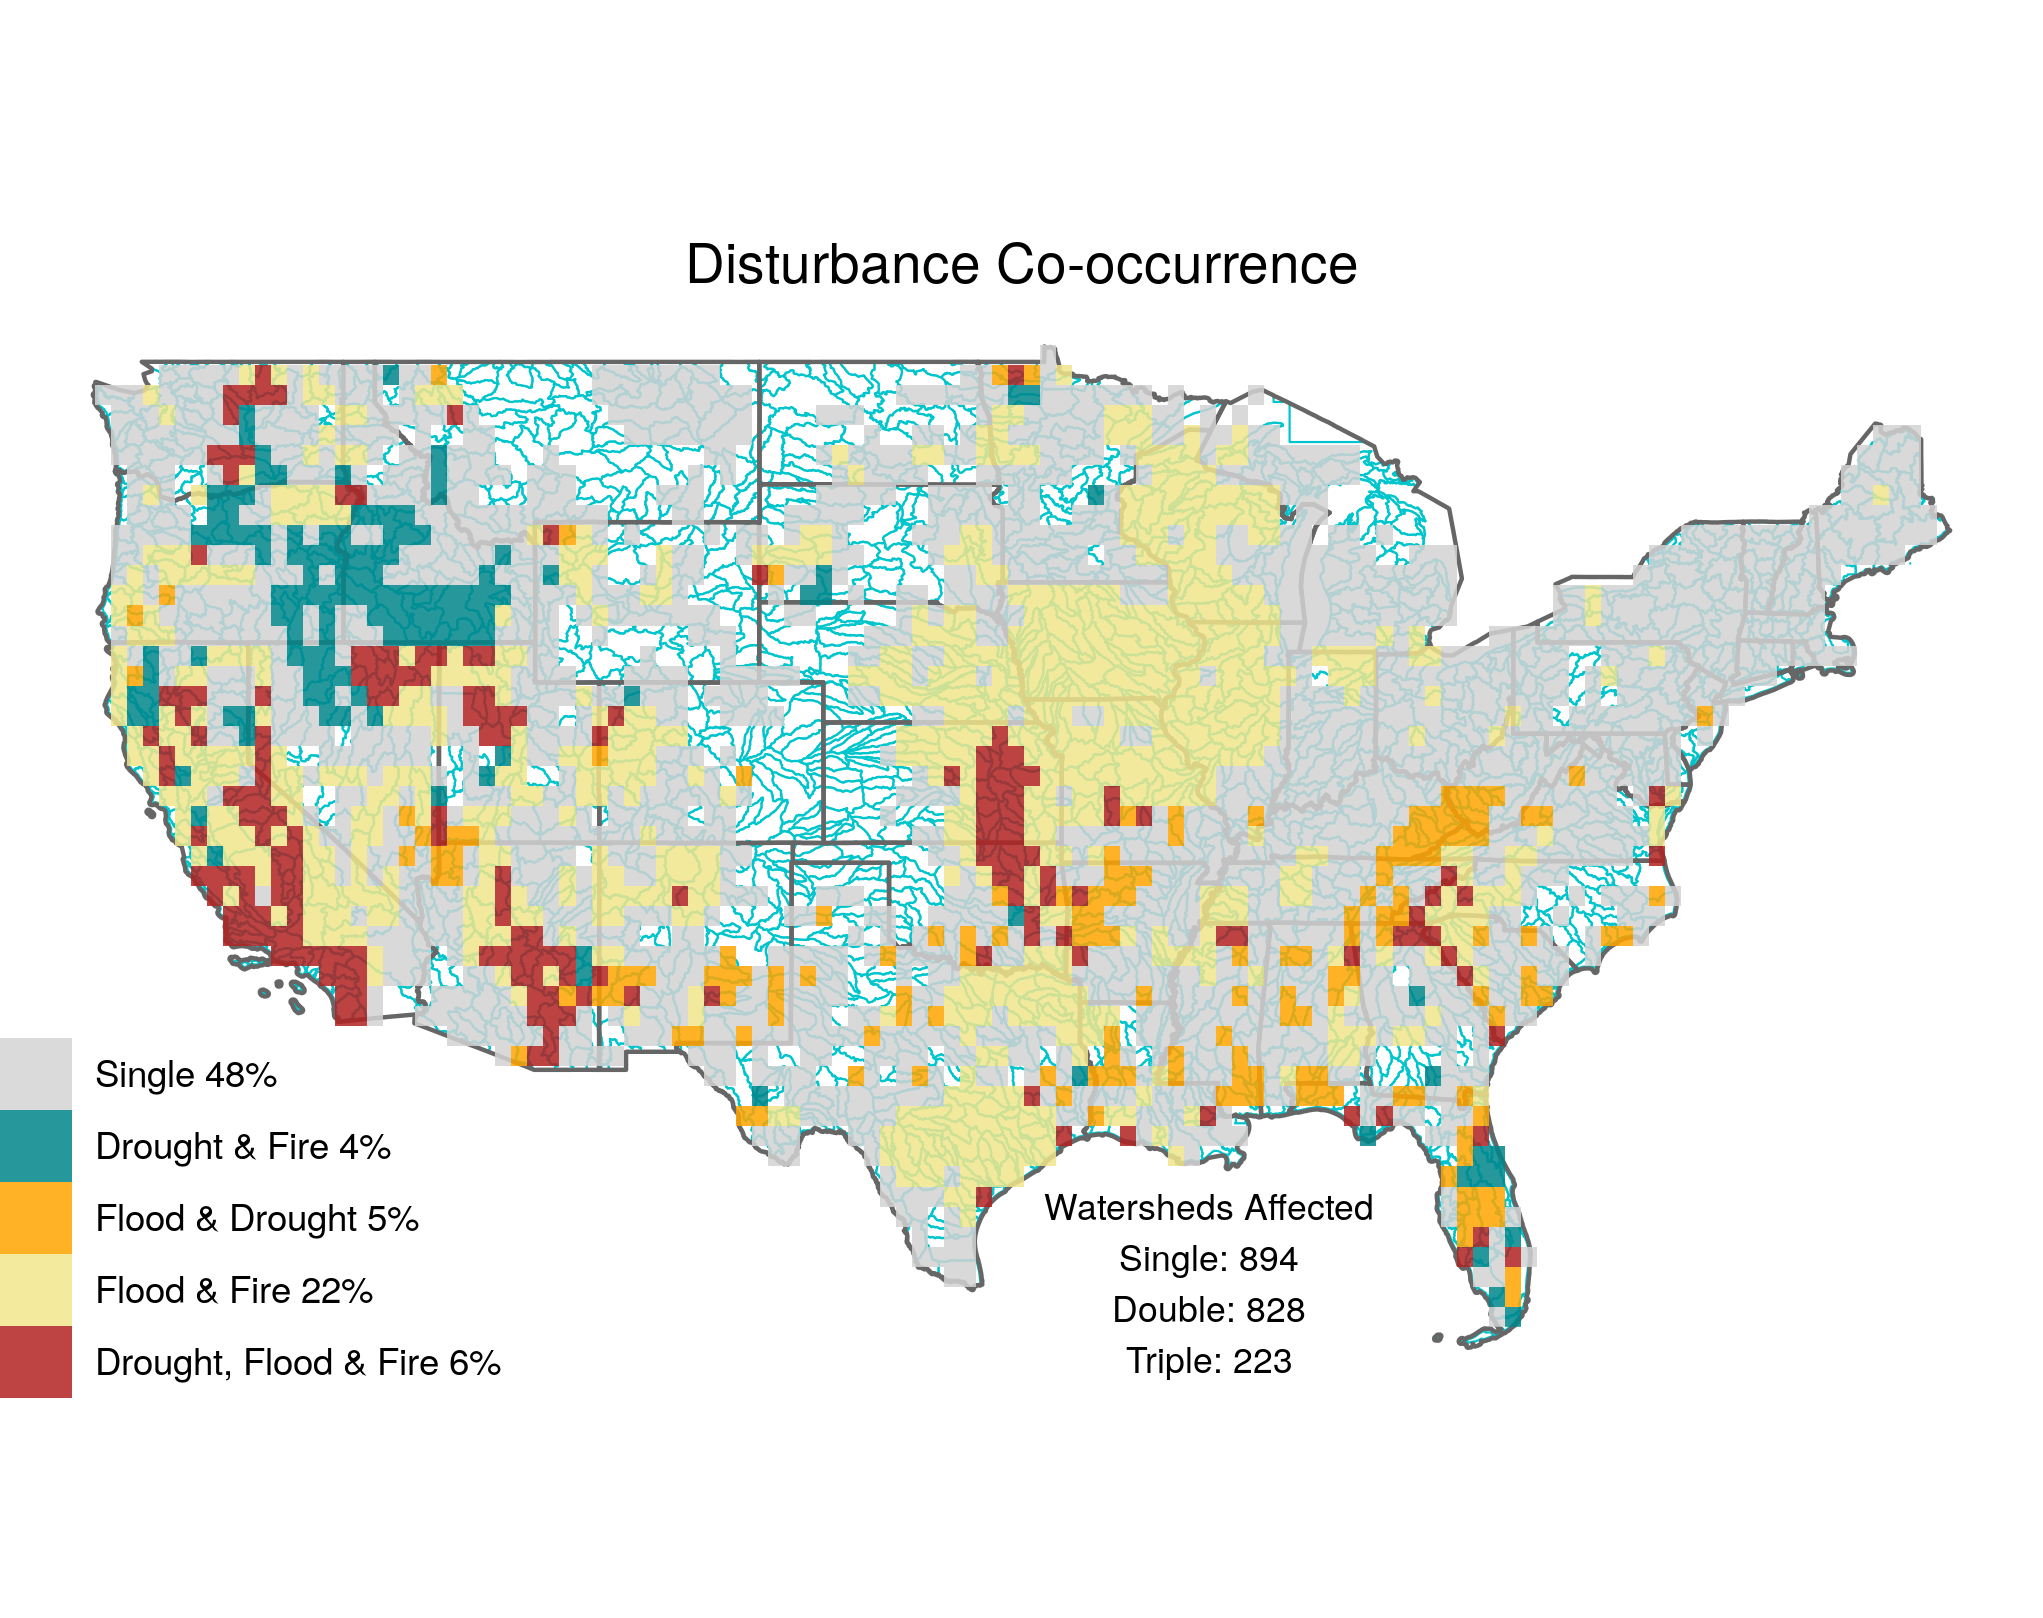 Disturbance Co-occurrence
Single 48%
Drought & Fire 4%
Flood & Drought 5%
Flood & Fire 22%
Drought, Flood & Fire 6%
Watersheds Affected
Single: 894
Double: 828
Triple: 223